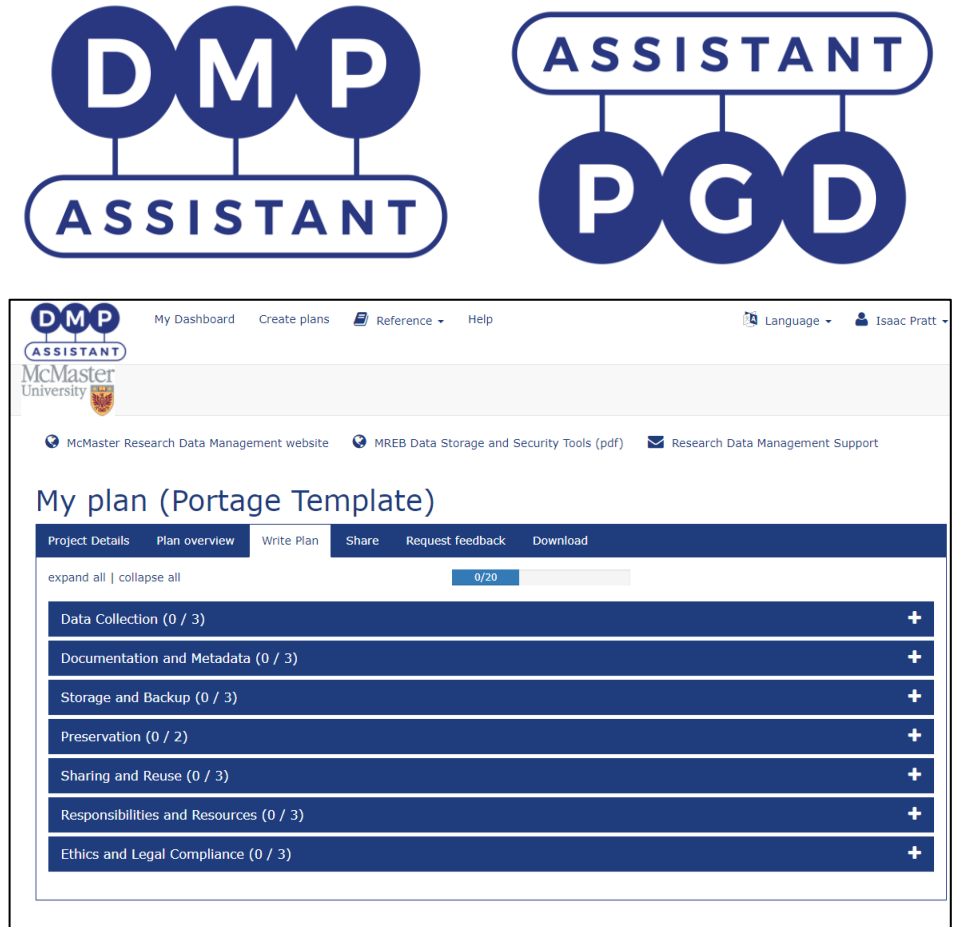 DMP
ASSISTANT
ASSISTANT
PGD
DMP
ASSISTANT
My Dashboard Create plans Reference Help Language Isaac Pratt
McMaster
University
McMaster Research Data Management website MREB Data Storage and Security Tools (pdf) Research Data Management Support
My plan (Portage Template)
Project Details Plan overview Write Plan Share Request feedback Download
expand all | collapse all 0/20
Data Collection (0 / 3)
Documentation and Metadata (0 / 3)
Storage and Backup (0 / 3)
Preservation (0 / 2)
Sharing and Reuse (0 / 3)
Responsibilities and Resources (0 / 3)
Ethics and Legal Compliance (0 / 3)